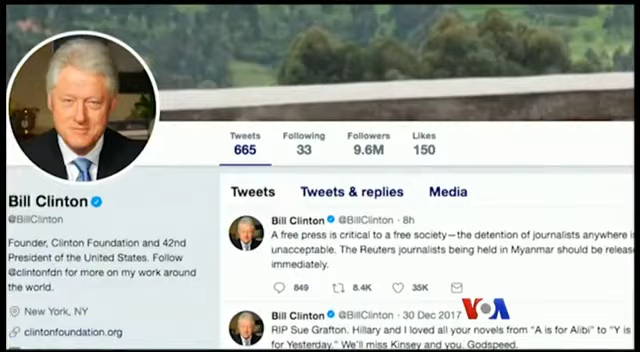 Tweets Following Followers Likes
665 33 9.6M 150
Bill Clinton
@BillClinton
Founder, Clinton Foundation and 42nd
President of the United States. Follow
@clintonfdn for more on my work around
the world.
New York, NY
clintonfoundation.org
Tweets Tweets & replies Media
Bill Clinton @BillClinton · 8h
A free press is critical to a free society—the detention of journalists anywhere is
unacceptable. The Reuters journalists being held in Myanmar should be releas
immediately.
849 8.4K 35K
Bill Clinton @BillClinton · 30 Dec 2017
RIP Sue Grafton. Hillary and I loved all your novels from "A is for Alibi" to "Y is
for Yesterday." We'll miss Kinsey and you. Godspeed.
VOA